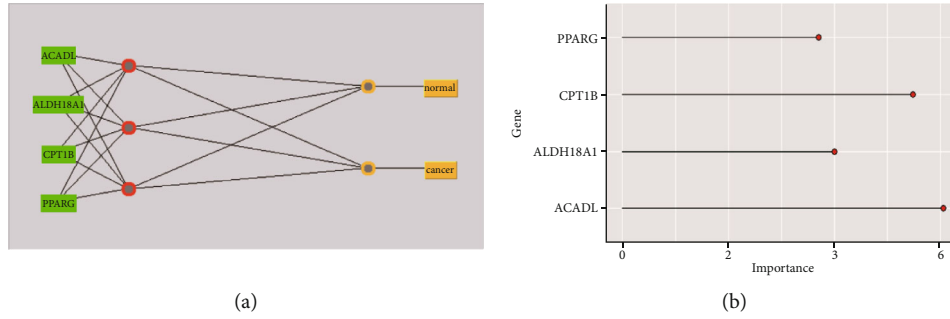 ACADL
ALDH18A1
CPT1B
PPARG
normal
cancer
(a)
PPARG
CPT1B
ALDH18A1
ACADL
Gene
0 2 3 6
Importance
(b)